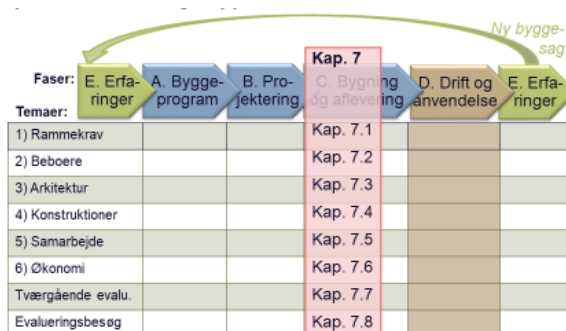 Ny bygge-
sag
Kap. 7
Faser:
E. Erfa-
ringer
A. Bygge-
program
B. Pro-
jektering
C. Bygning
og aflevering
D. Drift og
anvendelse
E. Erfa-
ringer
Temaer:
1) Rammekrav Kap. 7.1
2) Beboere Kap. 7.2
3) Arkitektur Kap. 7.3
4) Konstruktioner Kap. 7.4
5) Samarbejde Kap. 7.5
6) Økonomi Kap. 7.6
Tværgående evalu. Kap. 7.7
Evalueringsbesøg Kap. 7.8